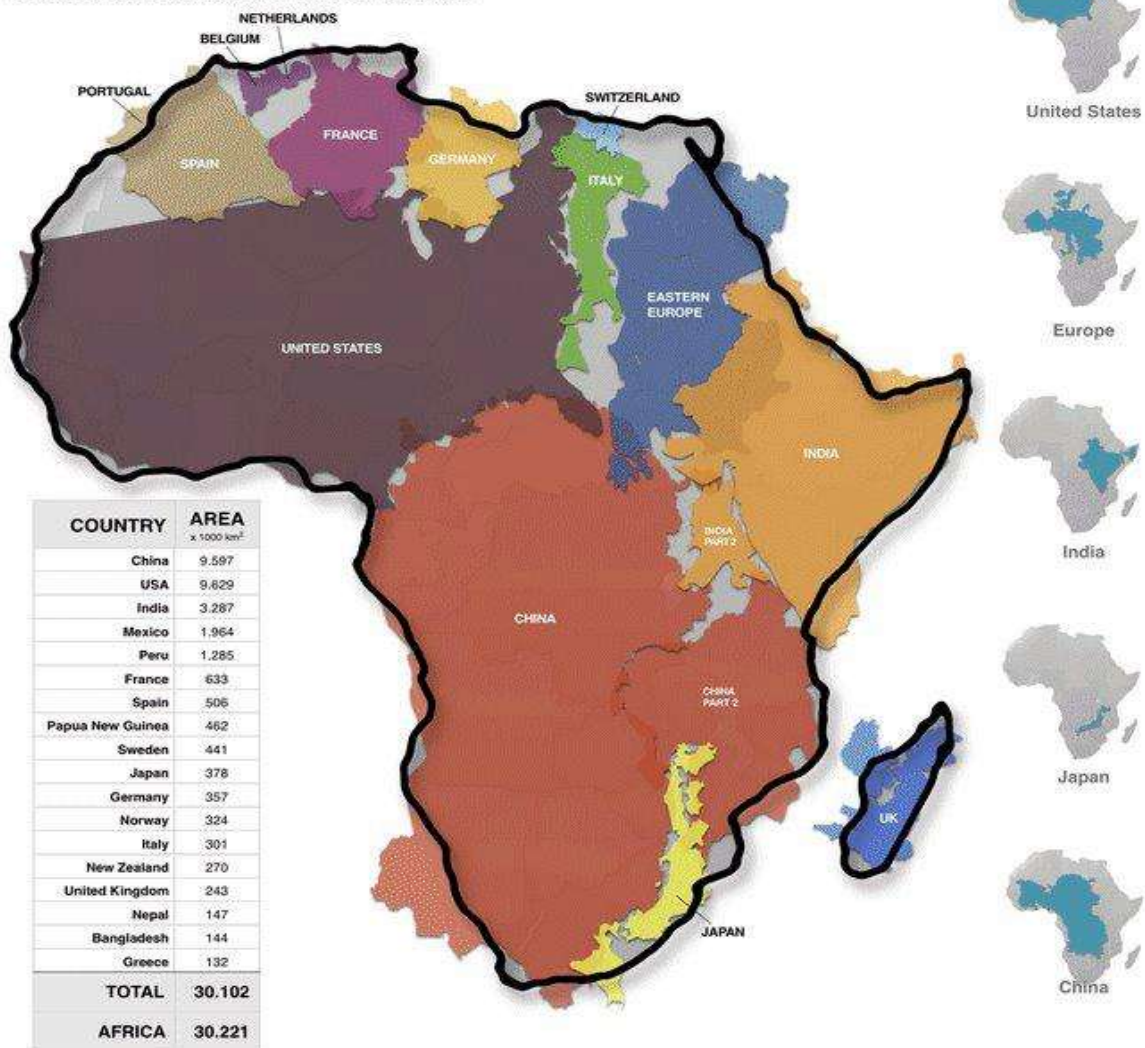 NETHERLANDS
BELGIUM
PORTUGAL
SWITZERLAND
FRANCE
SPAIN
GERMANY
ITALY
EASTERN
EUROPE
UNITED STATES
INDIA
INDIA
PART 2
CHINA
CHINA
PART 2
UK
JAPAN
COUNTRY AREA
x 1000 km²
China 9.597
USA 9.629
India 3.287
Mexico 1.964
Peru 1.285
France 633
Spain 506
Papua New Guinea 462
Sweden 441
Japan 378
Germany 357
Norway 324
Italy 301
New Zealand 270
United Kingdom 243
Nepal 147
Bangladesh 144
Greece 132
TOTAL 30.102
AFRICA 30.221
United States
Europe
India
Japan
China